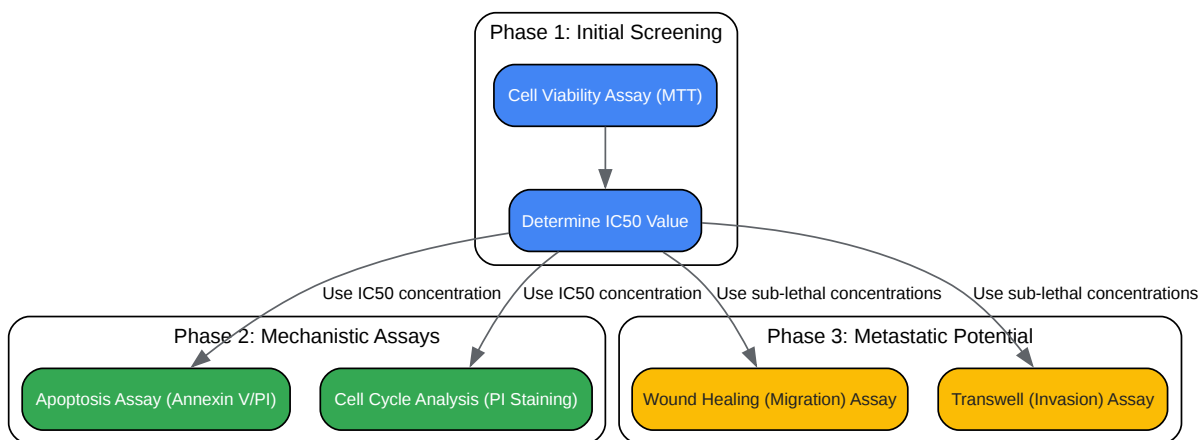 Phase 1: Initial Screening
Cell Viability Assay (MTT)
Determine IC50 Value
Use IC50 concentration
Use IC50 concentration
Use sub-lethal concentrations
Use sub-lethal concentrations
Phase 2: Mechanistic Assays
Phase 3: Metastatic Potential
Apoptosis Assay (Annexin V/PI)
Cell Cycle Analysis (PI Staining)
Wound Healing (Migration) Assay
Transwell (Invasion) Assay